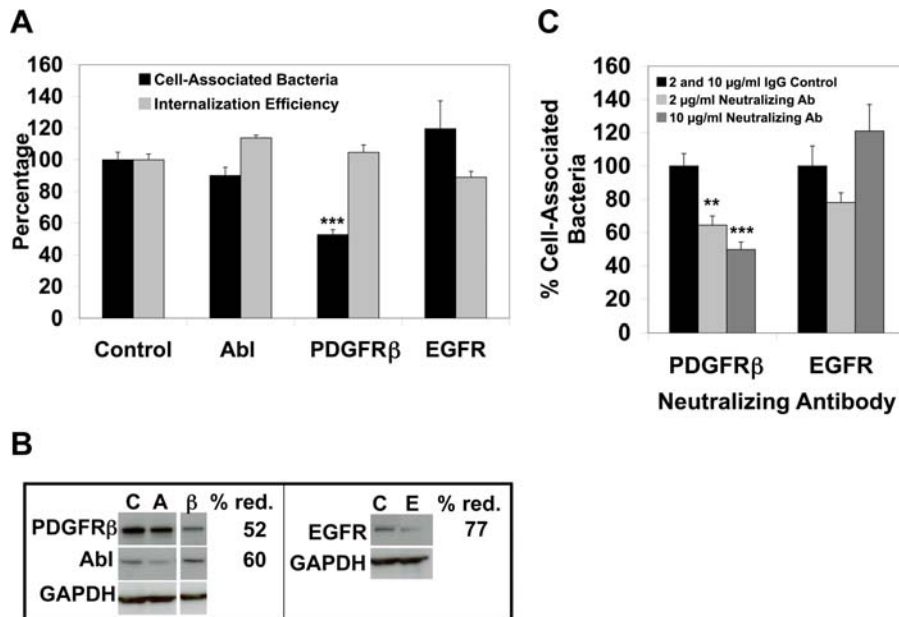 A
160
140
120
100
80
60
40
20
0
Percentage
Cell-Associated Bacteria
Internalization Efficiency
***
Control Abl PDGFRβ EGFR
C
160
140
120
100
80
60
40
20
0
% Cell-Associated
Bacteria
2 and 10 µg/ml IgG Control
2 µg/ml Neutralizing Ab
10 µg/ml Neutralizing Ab
**
***
PDGFRβ EGFR
Neutralizing Antibody
B
C A β % red.
PDGFRβ 52
Abl 60
GAPDH
C E % red.
EGFR 77
GAPDH